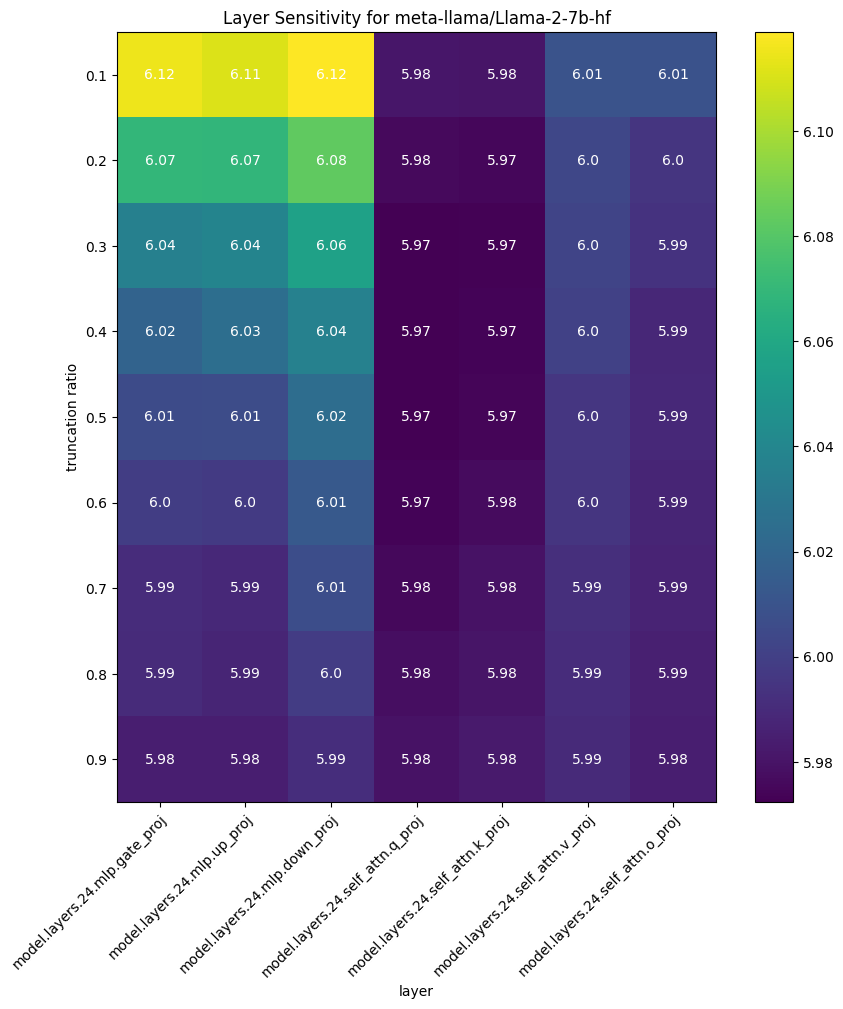 Layer Sensitivity for meta-llama/Llama-2-7b-hf
truncation ratio
0.1 6.12 6.11 6.12 5.98 5.98 6.01 6.01
0.2 6.07 6.07 6.08 5.98 5.97 6.0 6.0
0.3 6.04 6.04 6.06 5.97 5.97 6.0 5.99
0.4 6.02 6.03 6.04 5.97 5.97 6.0 5.99
0.5 6.01 6.01 6.02 5.97 5.97 6.0 5.99
0.6 6.0 6.0 6.01 5.97 5.98 6.0 5.99
0.7 5.99 5.99 6.01 5.98 5.98 5.99 5.99
0.8 5.99 5.99 6.0 5.98 5.98 5.99 5.99
0.9 5.98 5.98 5.99 5.98 5.98 5.99 5.98
model.layers.24.mlp.gate_proj
model.layers.24.mlp.up_proj
model.layers.24.mlp.down_proj
model.layers.24.self_attn.q_proj
model.layers.24.self_attn.k_proj
model.layers.24.self_attn.v_proj
model.layers.24.self_attn.o_proj
layer
6.10
6.08
6.06
6.04
6.02
6.00
5.98